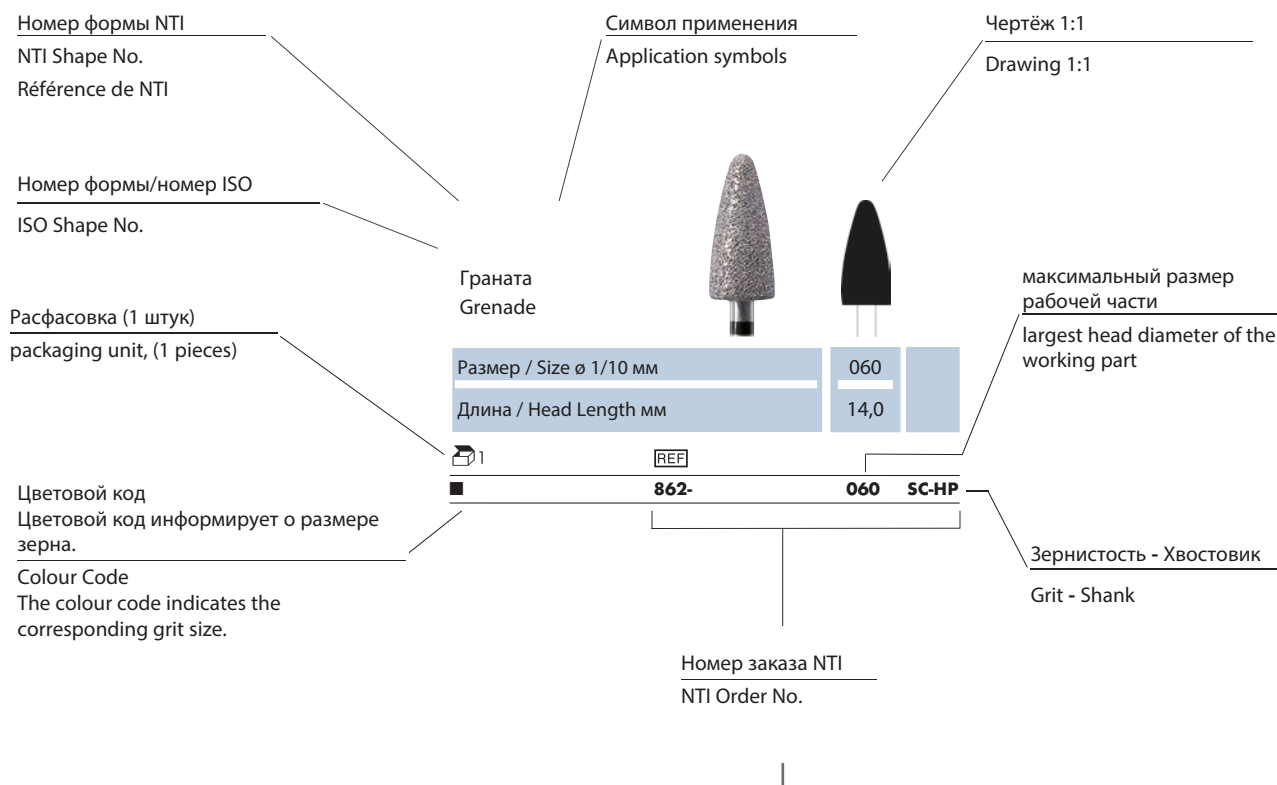 Номер формы NTI
NTI Shape No.
Référence de NTI
Символ применения
Application symbols
Чертёж 1:1
Drawing 1:1
Номер формы/номер ISO
ISO Shape No.
Граната
Grenade
максимальный размер
рабочей части
largest head diameter of the
working part
Расфасовка (1 штук)
packaging unit, (1 pieces)
Размер / Size ø 1/10 мм 060
Длина / Head Length мм 14,0
1 REF
862- 060 SC-HP
Цветовой код
Цветовой код информирует о размере
зерна.
Colour Code
The colour code indicates the
corresponding grit size.
Зернистость - Хвостовик
Grit - Shank
Номер заказа NTI
NTI Order No.